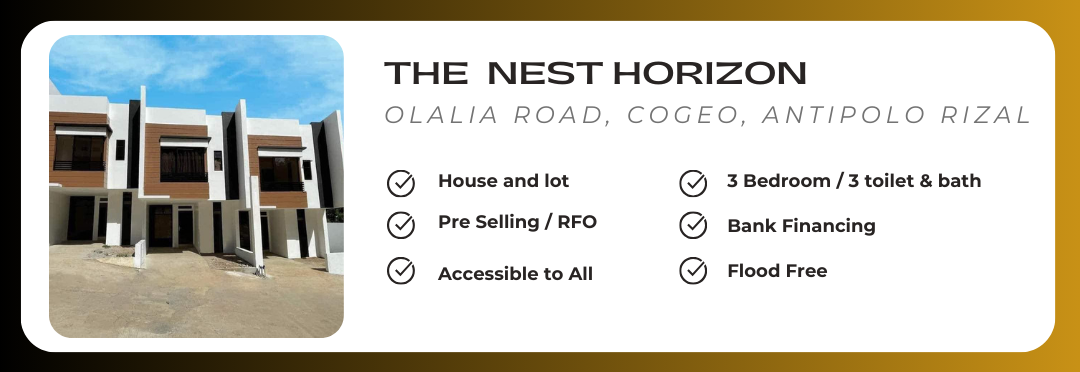 THE NEST HORIZON
OLALIA ROAD, COGEO, ANTIPOLO RIZAL
House and lot
Pre Selling / RFO
Accessible to All
3 Bedroom / 3 toilet & bath
Bank Financing
Flood Free